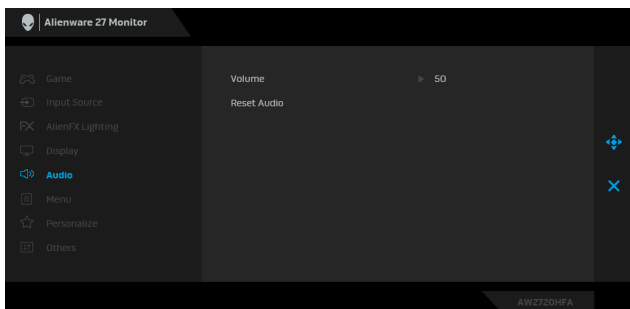 Alienware 27 Monitor
Game
Input Source
AlienFX Lighting
Display
Audio
Menu
Personalize
Others
Volume 50
Reset Audio
AW2720HFA